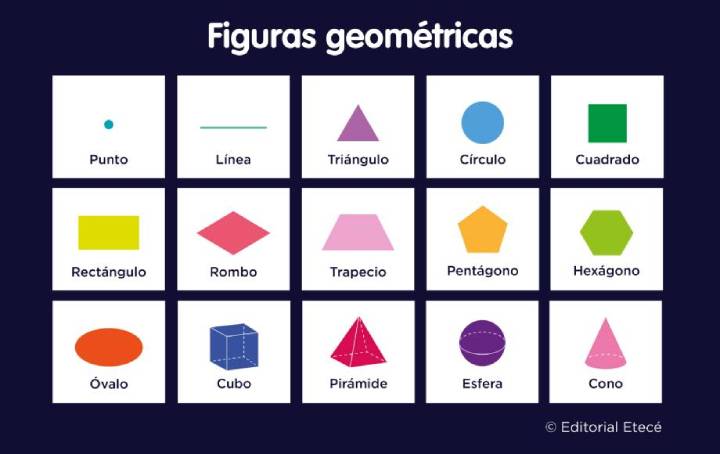 Figuras geométricas
Punto
Línea
Triángulo
Círculo
Cuadrado
Rectángulo
Rombo
Trapecio
Pentágono
Hexágono
Óvalo
Cubo
Pirámide
Esfera
Cono
© Editorial Etecé